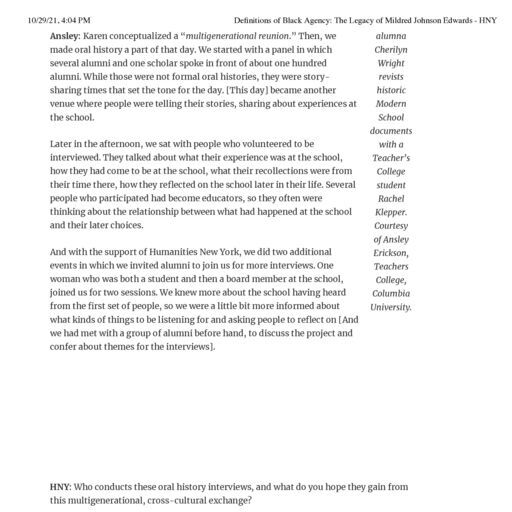 10/29/21, 4:04 PM
Definitions of Black Agency: The Legacy of Mildred Johnson Edwards - HNY
Ansley: Karen conceptualized a “multigenerational reunion.” Then, we
made oral history a part of that day. We started with a panel in which
several alumni and one scholar spoke in front of about one hundred
alumni. While those were not formal oral histories, they were story-
sharing times that set the tone for the day. [This day] became another
venue where people were telling their stories, sharing about experiences at
the school.
Later in the afternoon, we sat with people who volunteered to be
interviewed. They talked about what their experience was at the school,
how they had come to be at the school, what their recollections were from
their time there, how they reflected on the school later in their life. Several
people who participated had become educators, so they often were
thinking about the relationship between what had happened at the school
and their later choices.
And with the support of Humanities New York, we did two additional
events in which we invited alumni to join us for more interviews. One
woman who was both a student and then a board member at the school,
joined us for two sessions. We knew more about the school having heard
from the first set of people, so we were a little bit more informed about
what kinds of things to be listening for and asking people to reflect on [And
we had met with a group of alumni before hand, to discuss the project and
confer about themes for the interviews].
alumna
Cherilyn
Wright
revists
historic
Modern
School
documents
with a
Teacher’s
College
student
Rachel
Klepper.
Courtesy
of Ansley
Erickson,
Teachers
College,
Columbia
University.
HNY: Who conducts these oral history interviews, and what do you hope they gain from
this multigenerational, cross-cultural exchange?